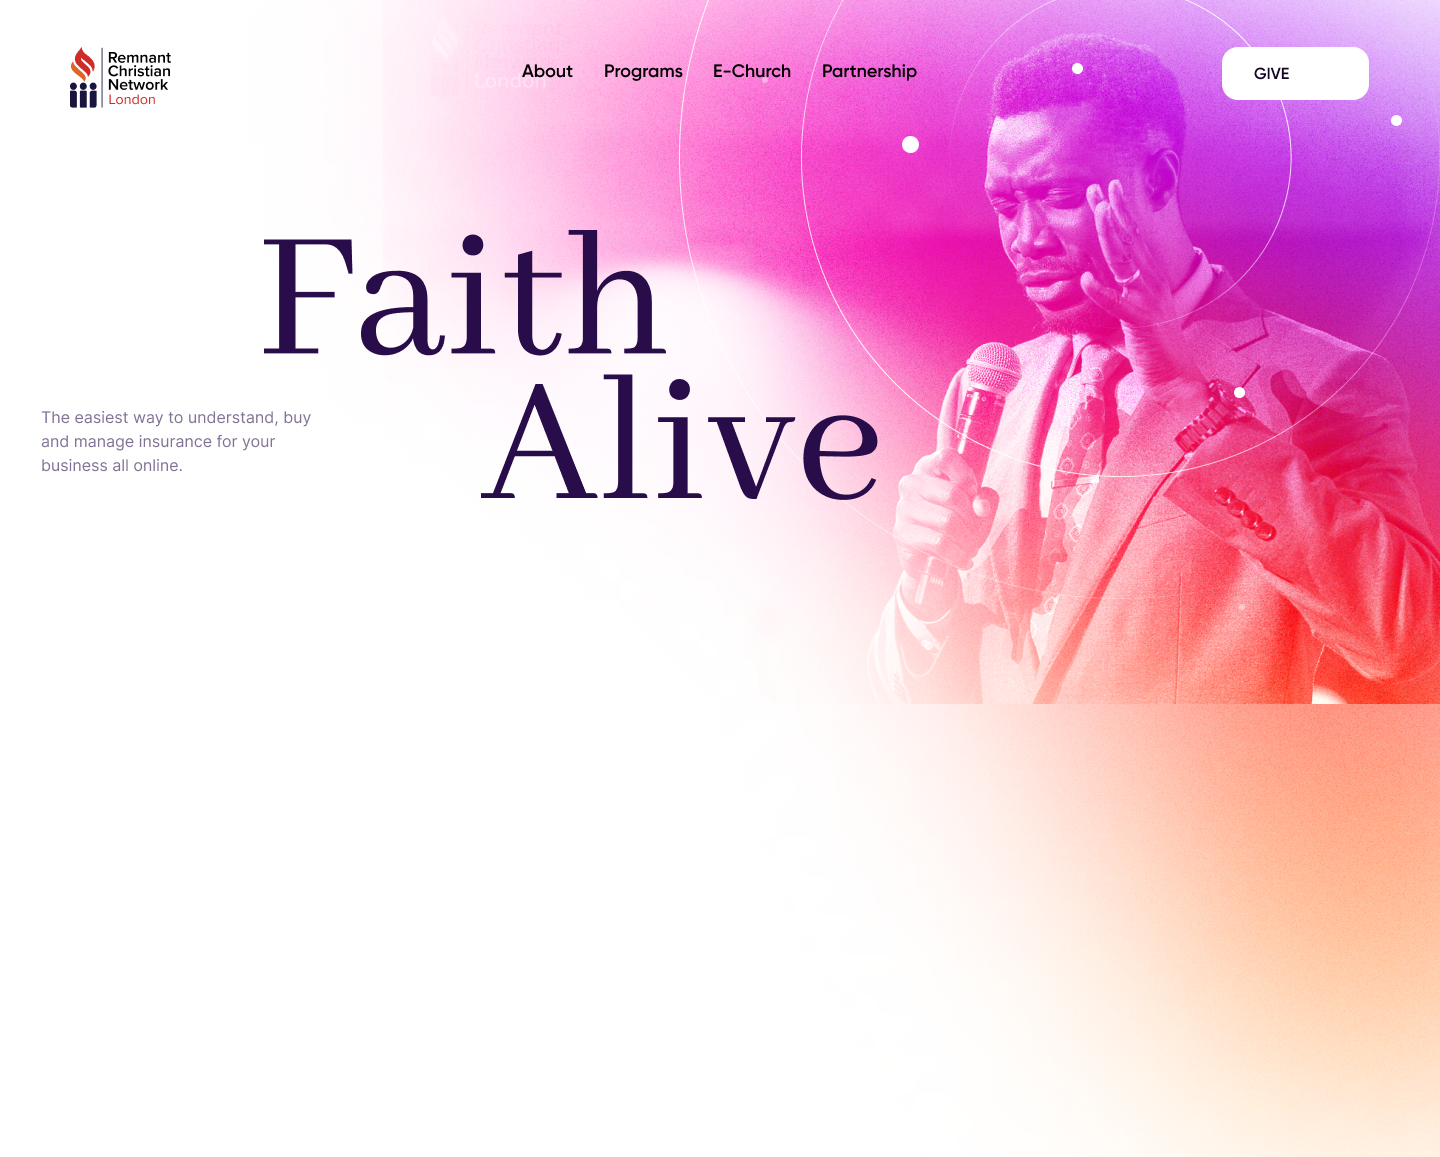 Remnant
Christian
Network
London
London
About Programs E-Church Partnership
GIVE
Faith
Alive
The easiest way to understand, buy
and manage insurance for your
business all online.